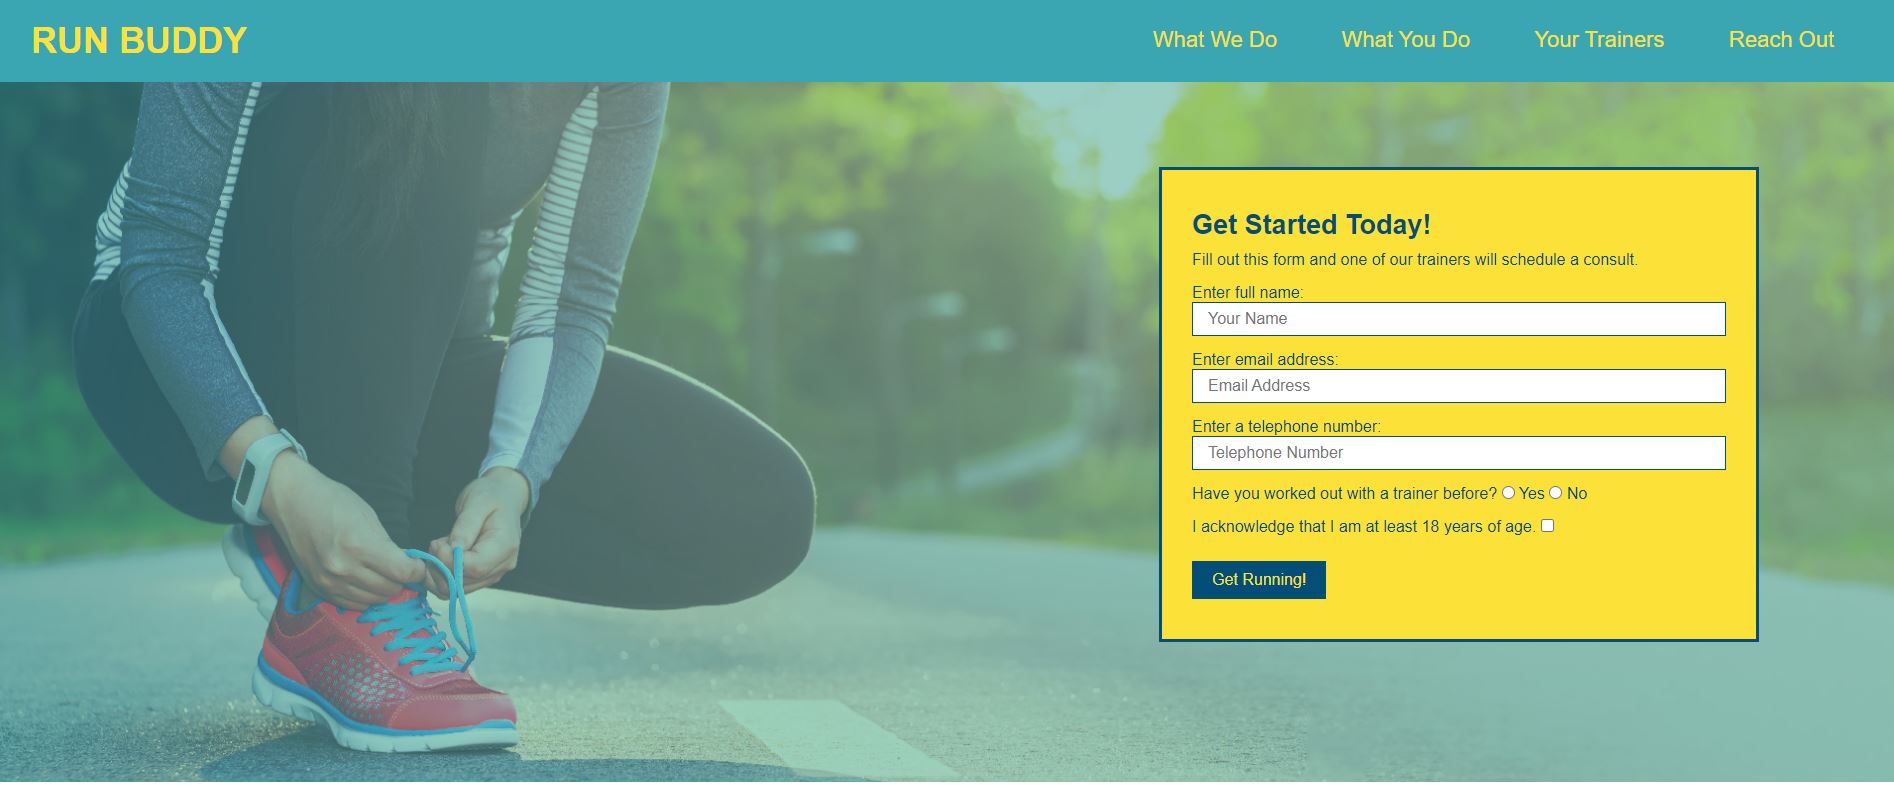 RUN BUDDY
What We Do
What You Do
Your Trainers
Reach Out
Get Started Today!
Fill out this form and one of our trainers will schedule a consult.
Enter full name:
Your Name
Enter email address:
Email Address
Enter a telephone number:
Telephone Number
Have you worked out with a trainer before? Yes No
I acknowledge that I am at least 18 years of age.
Get Running!